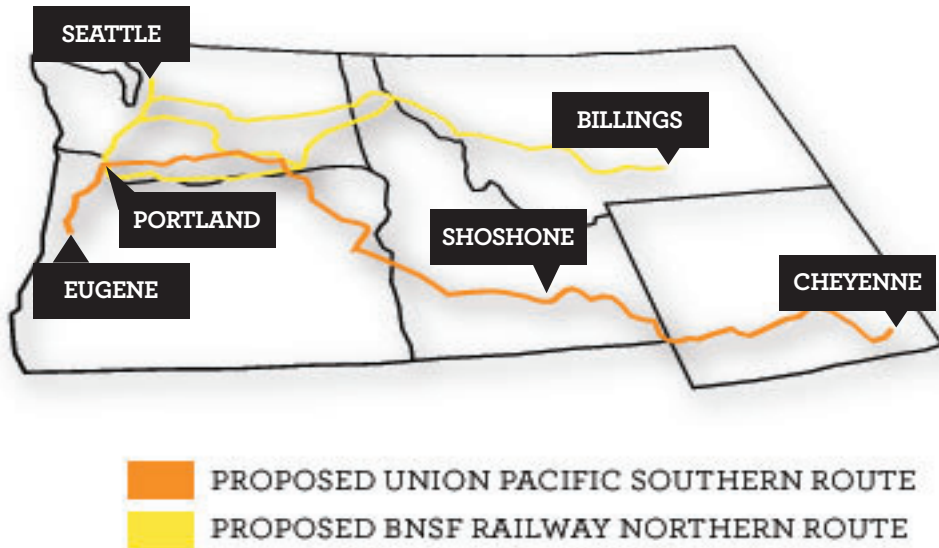 SEATTLE
BILLINGS
PORTLAND
SHOSHONE
EUGENE
CHEYENNE
PROPOSED UNION PACIFIC SOUTHERN ROUTE
PROPOSED BNSF RAILWAY NORTHERN ROUTE